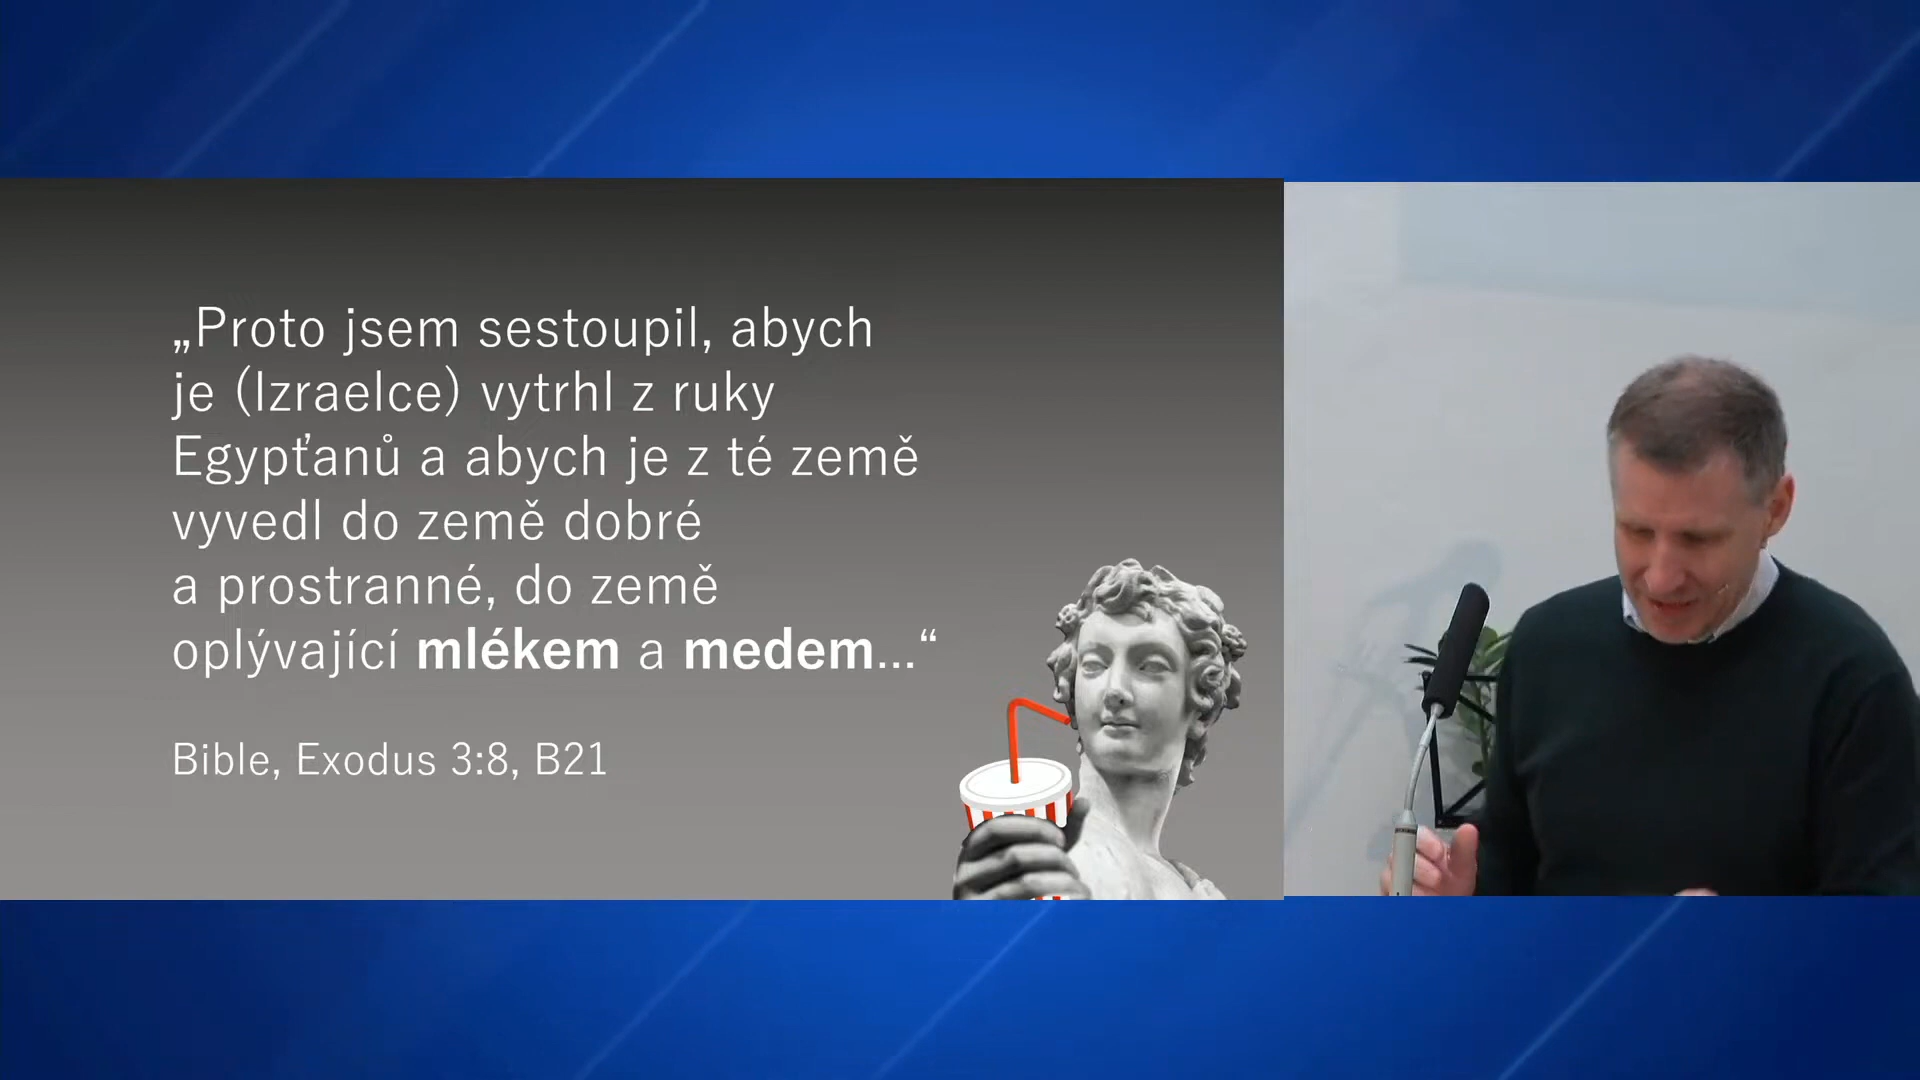 „Proto jsem sestoupil, abych
je (Izraelce) vytrhl z ruky
Egypťanů a abych je z té země
vyvedl do země dobré
a prostranné, do země
oplývající mlékem a medem...“
Bible, Exodus 3:8, B21